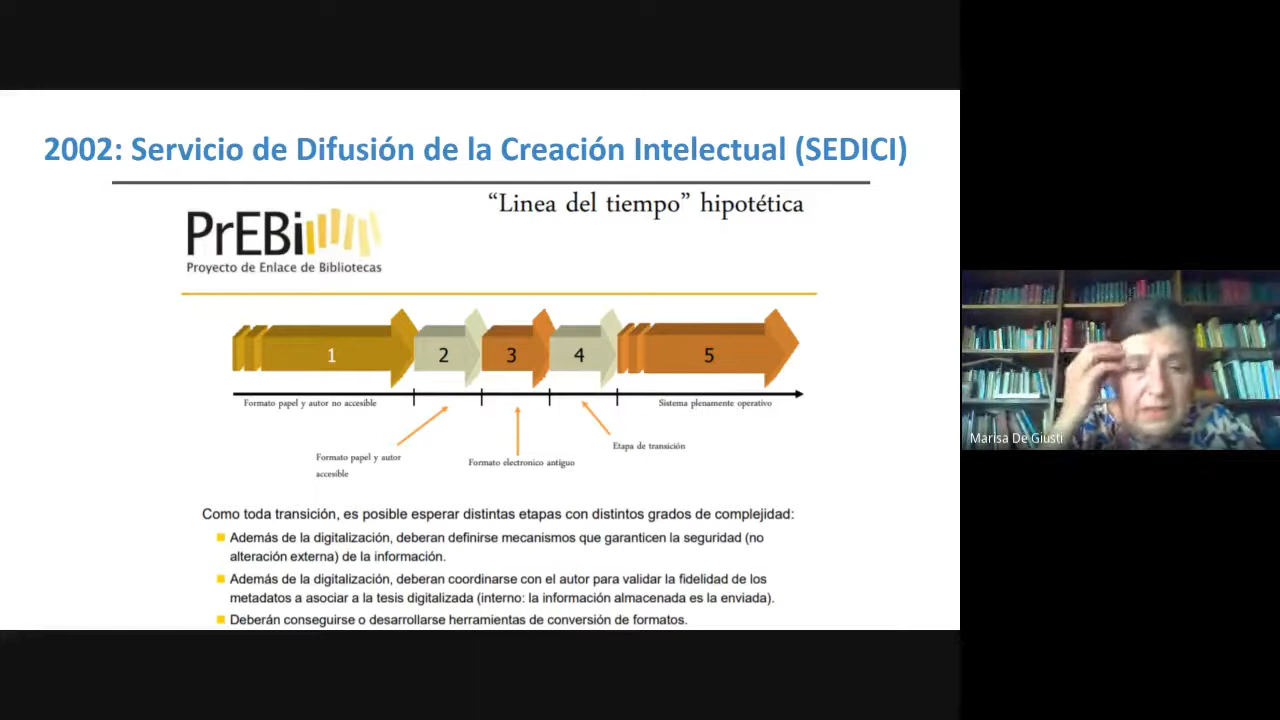 2002: Servicio de Difusión de la Creación Intelectual (SEDICI)
“Linea del tiempo” hipotética
PrEBi
Proyecto de Enlace de Bibliotecas
1
2
3
4
5
Formato papel y autor no accesible
Sistema plenamente operativo
Etapa de transición
Formato papel y autor
accesible
Formato electronico antiguo
Como toda transición, es posible esperar distintas etapas con distintos grados de complejidad:
Además de la digitalización, deberan definirse mecanismos que garanticen la seguridad (no
alteración externa) de la información.
Además de la digitalización, deberan coordinarse con el autor para validar la fidelidad de los
metadatos a asociar a la tesis digitalizada (interno: la información almacenada es la enviada).
Deberán conseguirse o desarrollarse herramientas de conversión de formatos.
Marisa De Giusti